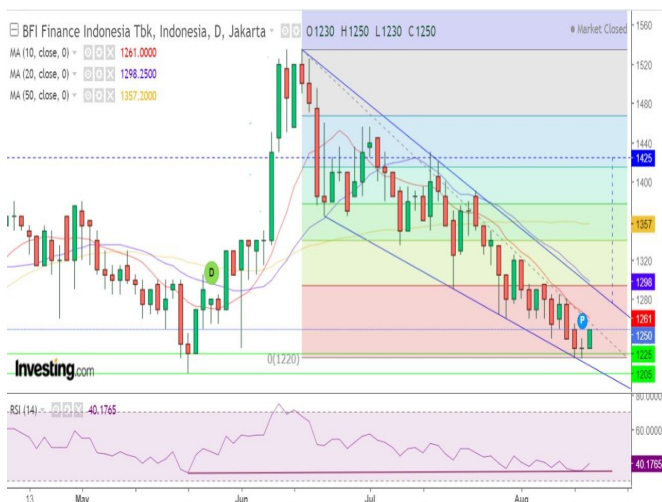 BFI Finance Indonesia Tbk, Indonesia, D, Jakarta O1230 H1250 L1230 C1250
Market Closed
MA (10, close, 0) 1261.0000
MA (20, close, 0) 1298.2500
MA (50, close, 0) 1357.2000
1560
1520
1480
1440
1425
1400
1357
1320
1298
1280
1261
1250
1225
1205
D
P
0(1220)
Investing.com
RSI (14) 40.1765
80.0000
40.1765
13 May Jun Jul Aug